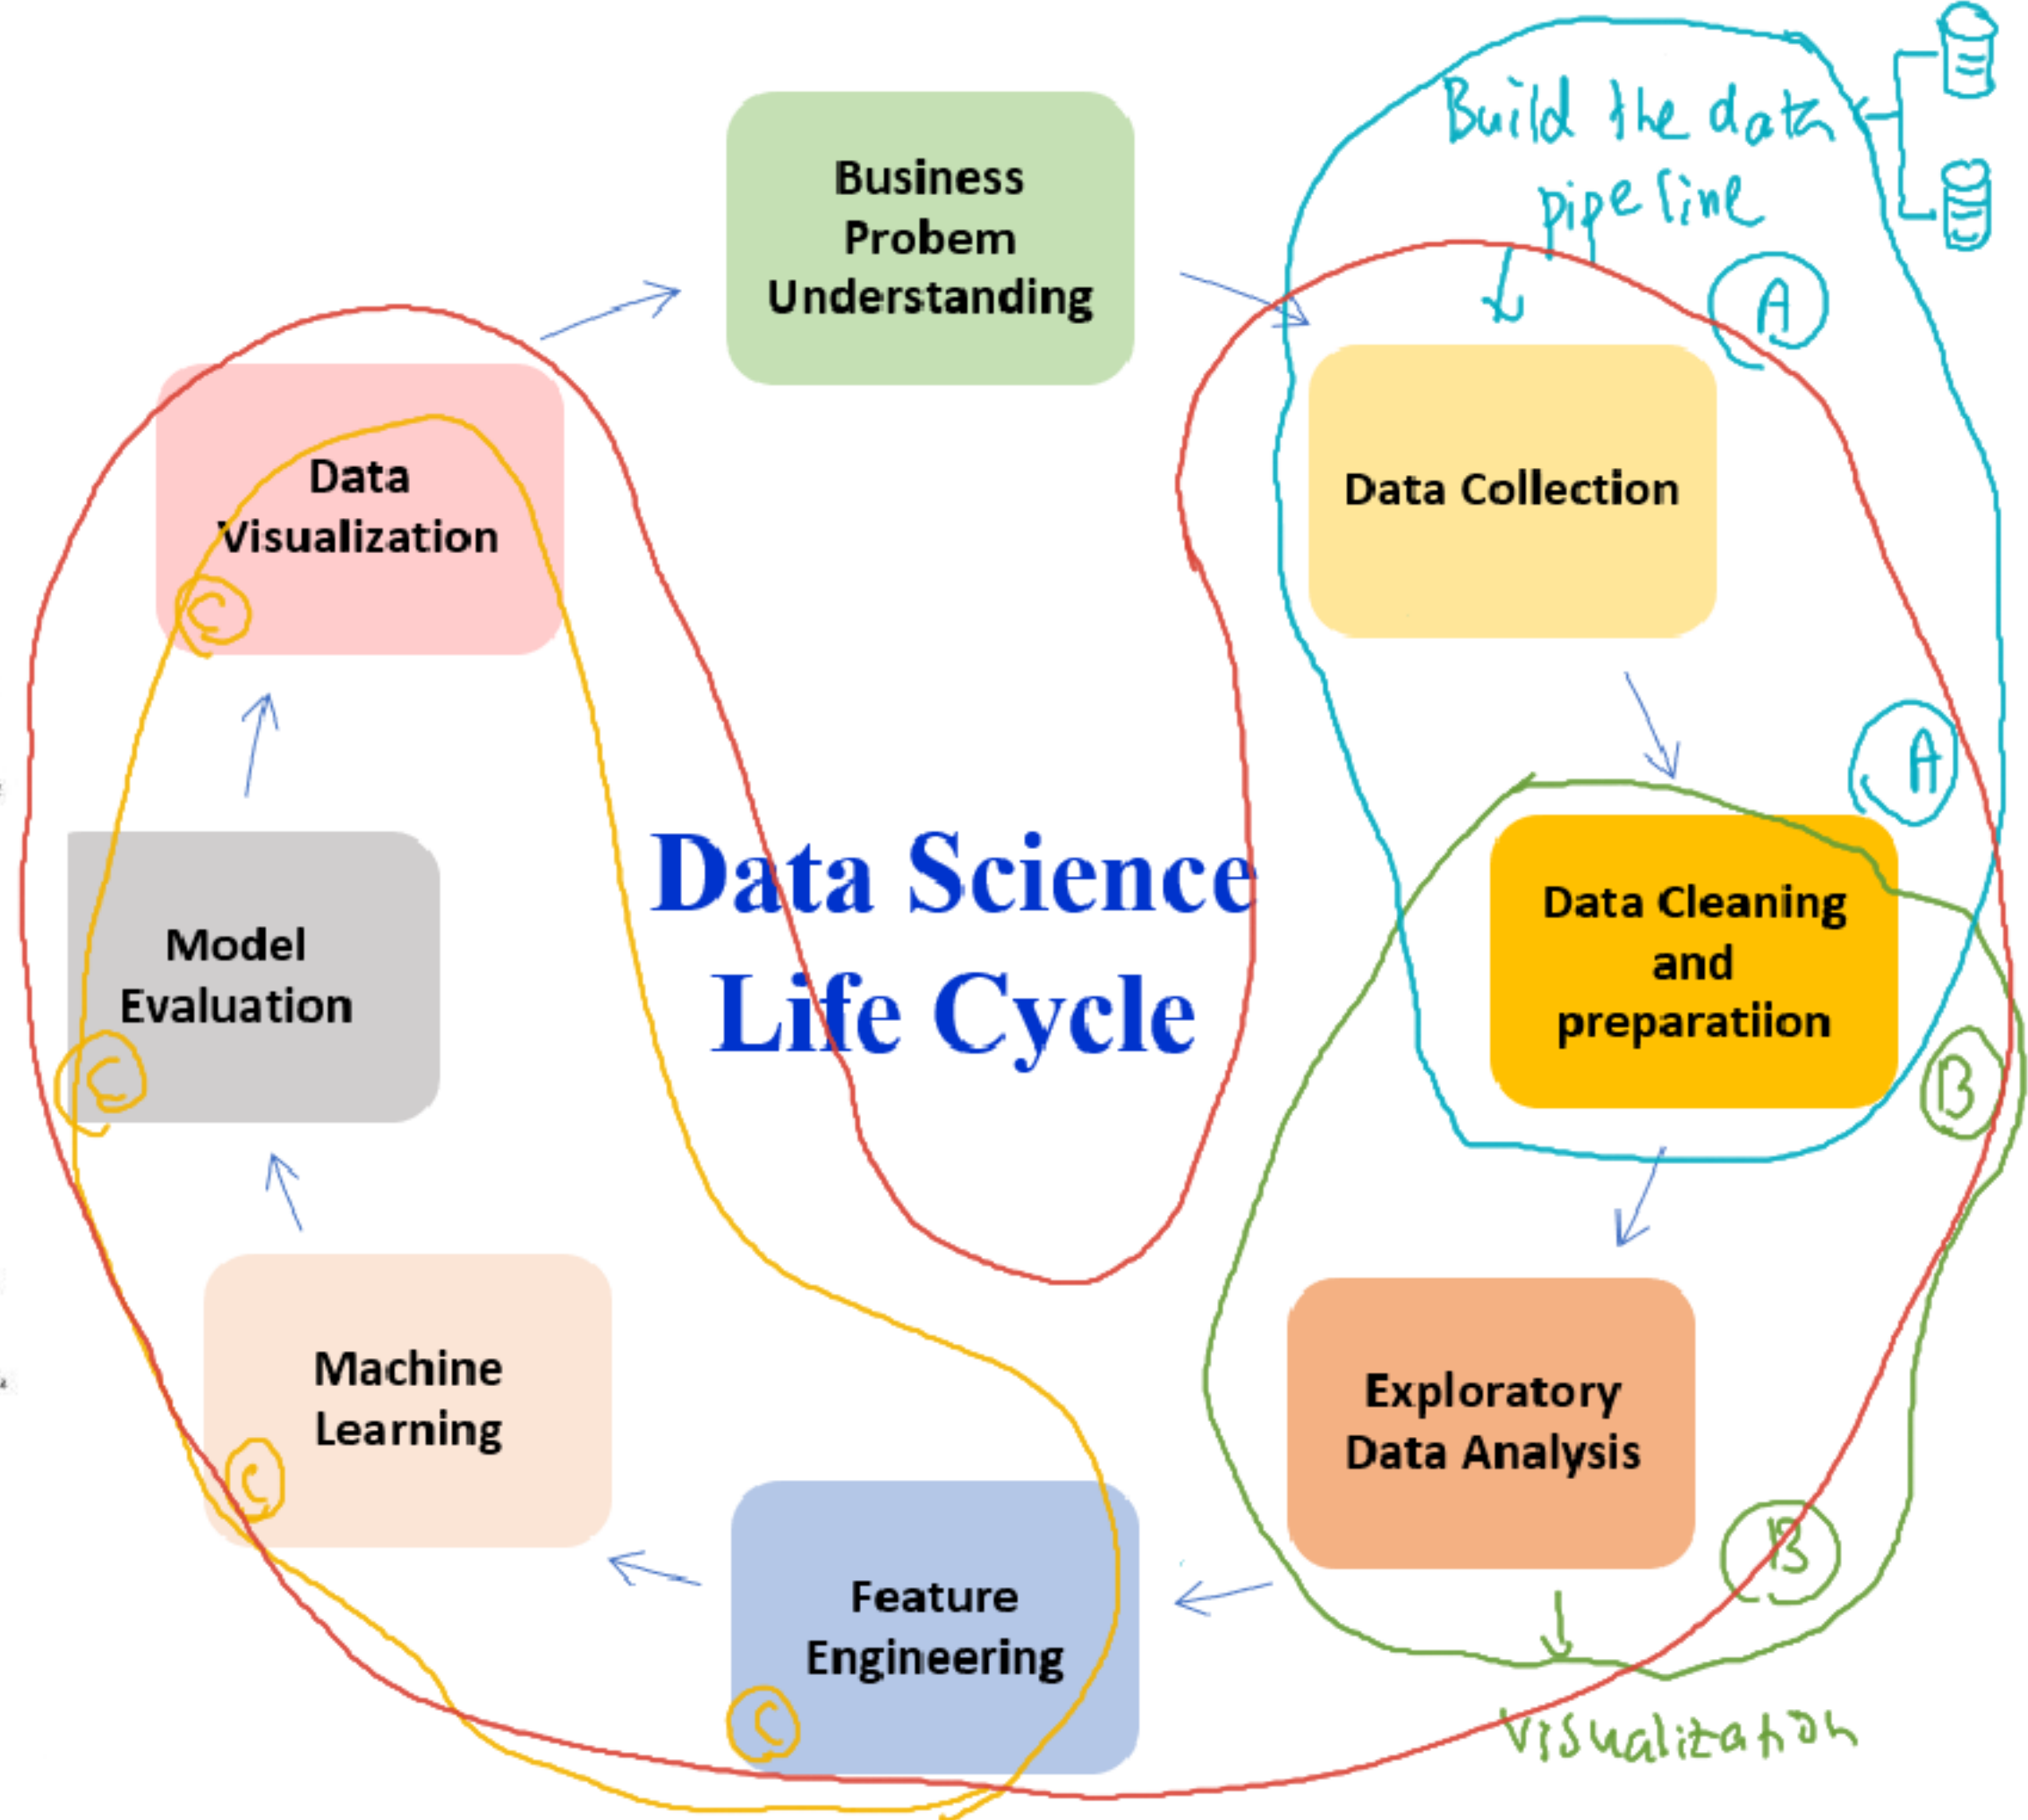 Build the data
pipeline
A
Business
Probem
Understanding
Data Collection
A
Data Cleaning
and
preparatiion
B
Exploratory
Data Analysis
B
Visualization
Feature
Engineering
C
Machine
Learning
C
Model
Evaluation
C
Data
Visualization
C
Data Science
Life Cycle